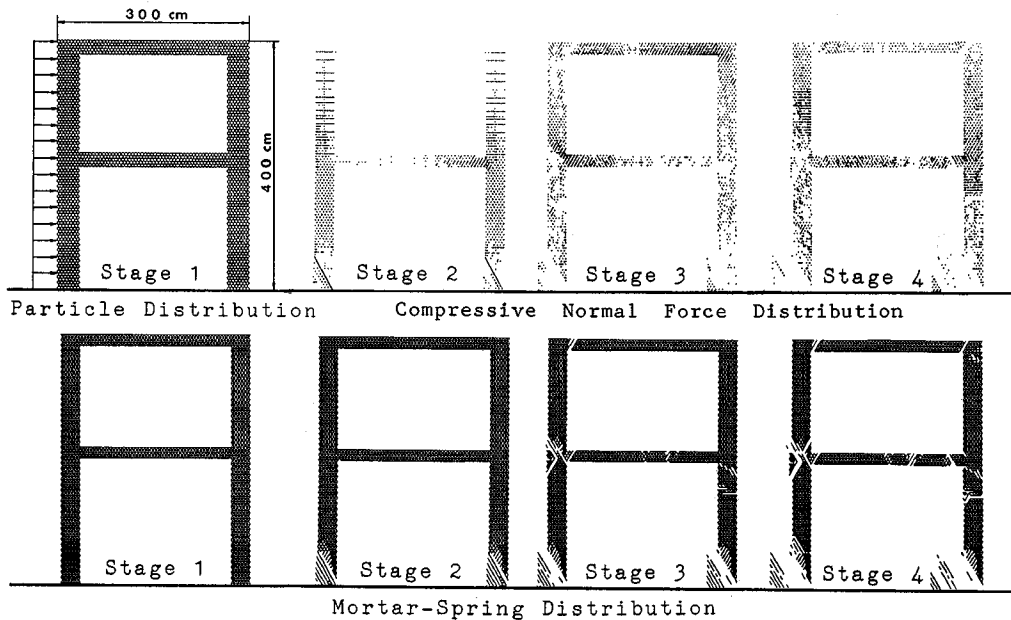 300 cm
400 cm
Stage 1
Stage 2
Stage 3
Stage 4
Particle Distribution
Compressive Normal Force Distribution
Stage 1
Stage 2
Stage 3
Stage 4
Mortar-Spring Distribution